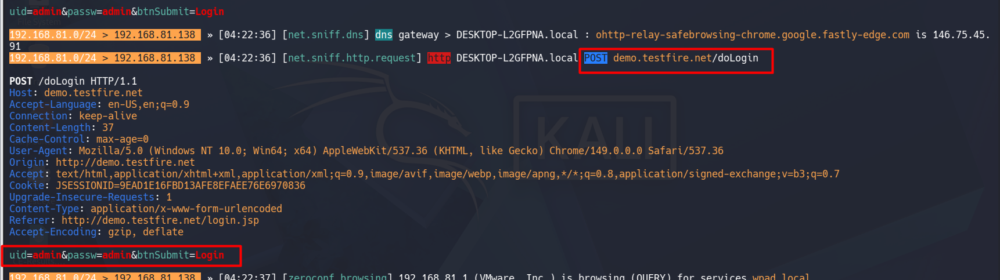 uid=admin&passw=admin&btnSubmit=Login
File System
192.168.81.0/24 > 192.168.81.138 » [04:22:36] [net.sniff.dns] dns gateway > DESKTOP-L2GFPNA.local : ohttp-relay-safebrowsing-chrome.google.fastly-edge.com is 146.75.45.
91
192.168.81.0/24 > 192.168.81.138 » [04:22:36] [net.sniff.http.request] http DESKTOP-L2GFPNA.local POST demo.testfire.net/doLogin
POST /doLogin HTTP/1.1
Host: demo.testfire.net
Accept-Language: en-US,en;q=0.9
Connection: keep-alive
Content-Length: 37
Cache-Control: max-age=0
User-Agent: Mozilla/5.0 (Windows NT 10.0; Win64; x64) AppleWebKit/537.36 (KHTML, like Gecko) Chrome/149.0.0.0 Safari/537.36
Origin: http://demo.testfire.net
Accept: text/html,application/xhtml+xml,application/xml;q=0.9,image/avif,image/webp,image/apng,*/*;q=0.8,application/signed-exchange;v=b3;q=0.7
Cookie: JSESSIONID=9EAD1E16FBD13AFE8EFAEE76E6970836
Upgrade-Insecure-Requests: 1
Content-Type: application/x-www-form-urlencoded
Referer: http://demo.testfire.net/login.jsp
Accept-Encoding: gzip, deflate
KALI
uid=admin&passw=admin&btnSubmit=Login
192.168.81.0/24 > 192.168.81.138 » [04:22:37] [zeroconf.browsing] 192.168.81.1 (VMware, Inc.) is browsing (QUERY) for services wpad.local